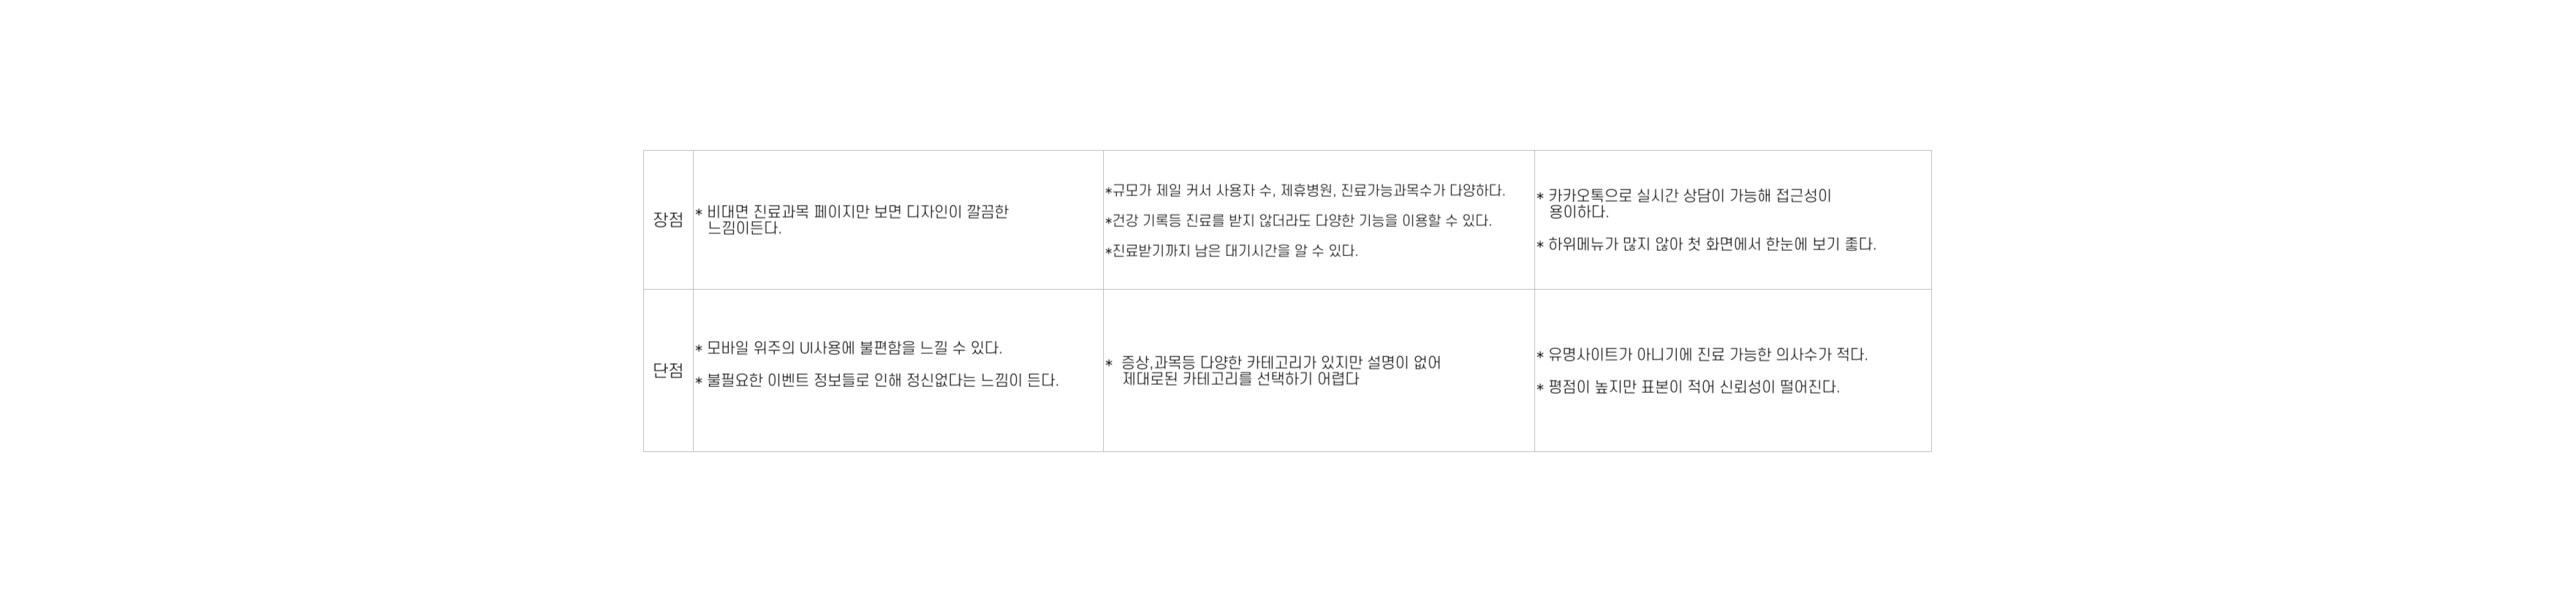 장점
* 비대면 진료과목 페이지만 보면 디자인이 깔끔한
느낌이든다.
*규모가 제일 커서 사용자 수, 제휴병원, 진료가능과목수가 다양하다.
*건강 기록등 진료를 받지 않더라도 다양한 기능을 이용할 수 있다.
*진료받기까지 남은 대기시간을 알 수 있다.
* 카카오톡으로 실시간 상담이 가능해 접근성이
용이하다.
* 하위메뉴가 많지 않아 첫 화면에서 한눈에 보기 좋다.
단점
* 모바일 위주의 UI사용에 불편함을 느낄 수 있다.
* 불필요한 이벤트 정보들로 인해 정신없다는 느낌이 든다.
* 증상,과목등 다양한 카테고리가 있지만 설명이 없어
제대로된 카테고리를 선택하기 어렵다
* 유명사이트가 아니기에 진료 가능한 의사수가 적다.
* 평점이 높지만 표본이 적어 신뢰성이 떨어진다.